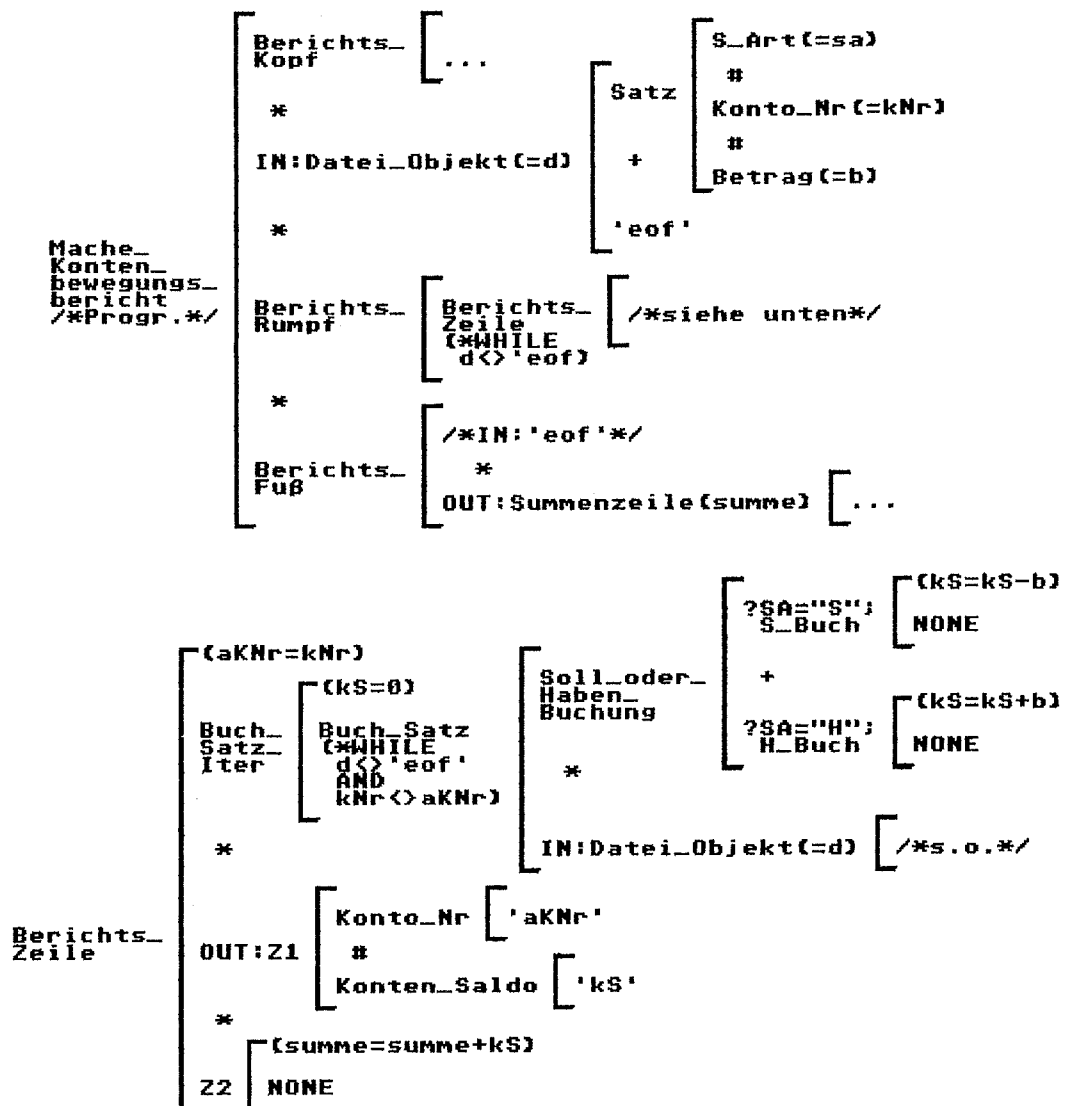 Berichts_
Kopf
...
*
IN:Datei_Objekt(=d)
Satz
S_Art(=sa)
#
Konto_Nr(=kNr)
#
Betrag(=b)
+
'eof'
*
Mache_
Konten_
bewegungs_
bericht
/*Progr.*/
Berichts_
Rumpf
Berichts_
Zeile
(*WHILE
d<>'eof)
/*siehe unten*/
*
Berichts_
Fuß
/*IN:'eof'*/
*
OUT:Summenzeile(summe)
...
Berichts_
Zeile
(aKNr=kNr)
Buch_
Satz_
Iter
(kS=0)
Buch_Satz
(*WHILE
d<>'eof'
AND
kNr<>aKNr)
Soll_oder_
Haben_
Buchung
?SA="S";
S_Buch
(kS=kS-b)
NONE
+
?SA="H";
H_Buch
(kS=kS+b)
NONE
*
IN:Datei_Objekt(=d)
/*s.o.*/
*
OUT:Z1
Konto_Nr
'aKNr'
#
Konten_Saldo
'kS'
*
Z2
(summe=summe+kS)
NONE